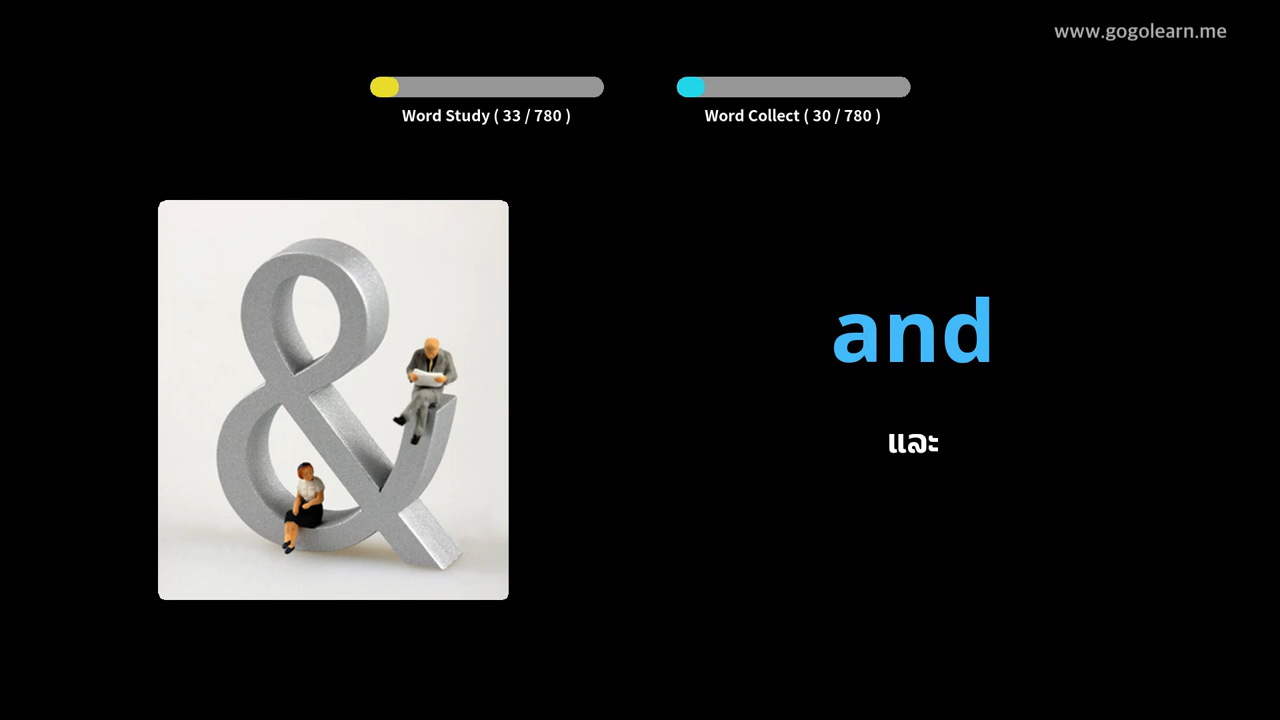 www.gogolearn.me
Word Study ( 33 / 780 )
Word Collect ( 30 / 780 )
&
and
และ